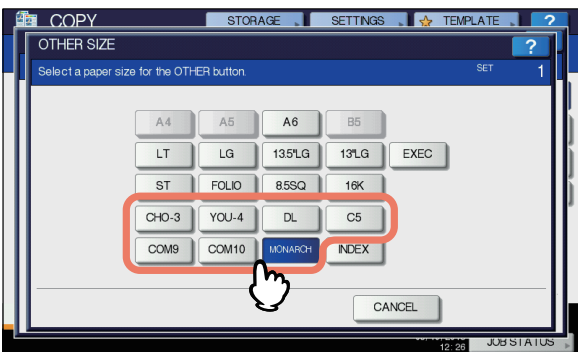 COPY STORAGE SETTINGS TEMPLATE ?
OTHER SIZE ?
Select a paper size for the OTHER button. SET 1
A4 A5 A6 B5
LT LG 13.5"LG 13"LG EXEC
ST FOLIO 8.5SQ 16K
CHO-3 YOU-4 DL C5
COM9 COM10 MONARCH INDEX
CANCEL
12:26 JOB STATUS